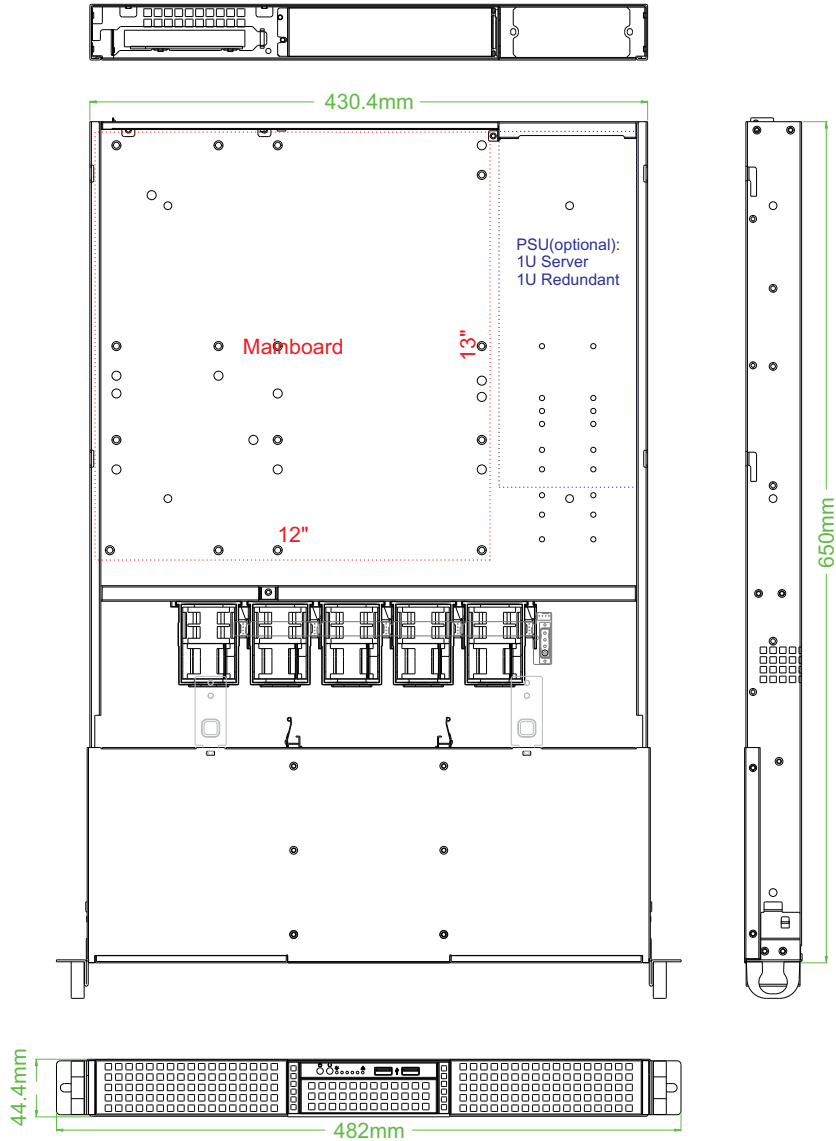 430.4mm
PSU(optional):
1U Server
1U Redundant
Mainboard
13"
12"
650mm
44.4mm
482mm